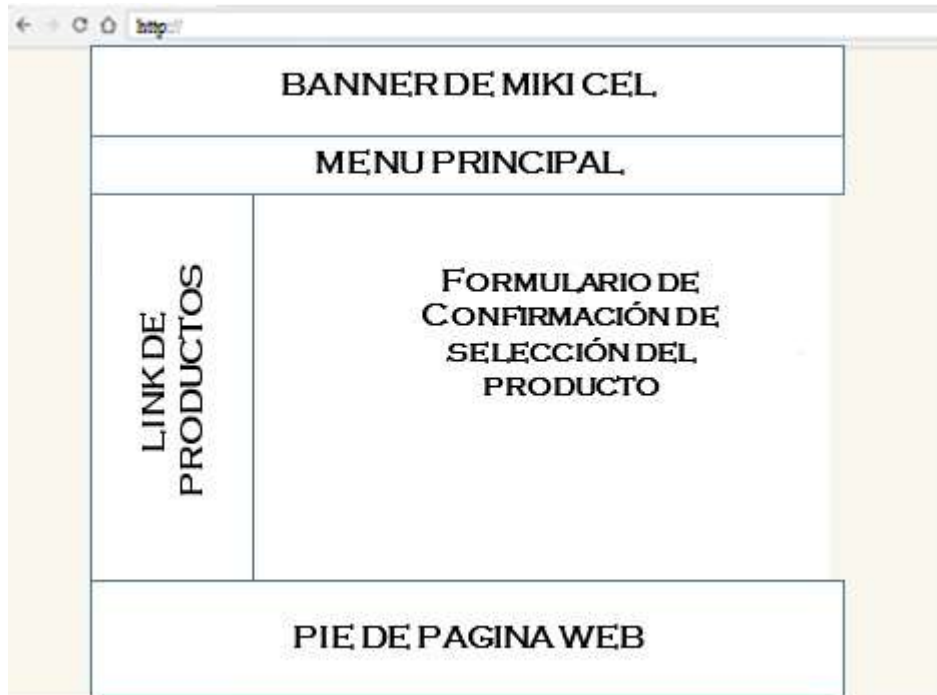 http://
BANNER DE MIKI CEL
MENU PRINCIPAL
LINK DE
PRODUCTOS
FORMULARIO DE
CONFIRMACIÓN DE
SELECCIÓN DEL
PRODUCTO
PIE DE PAGINA WEB